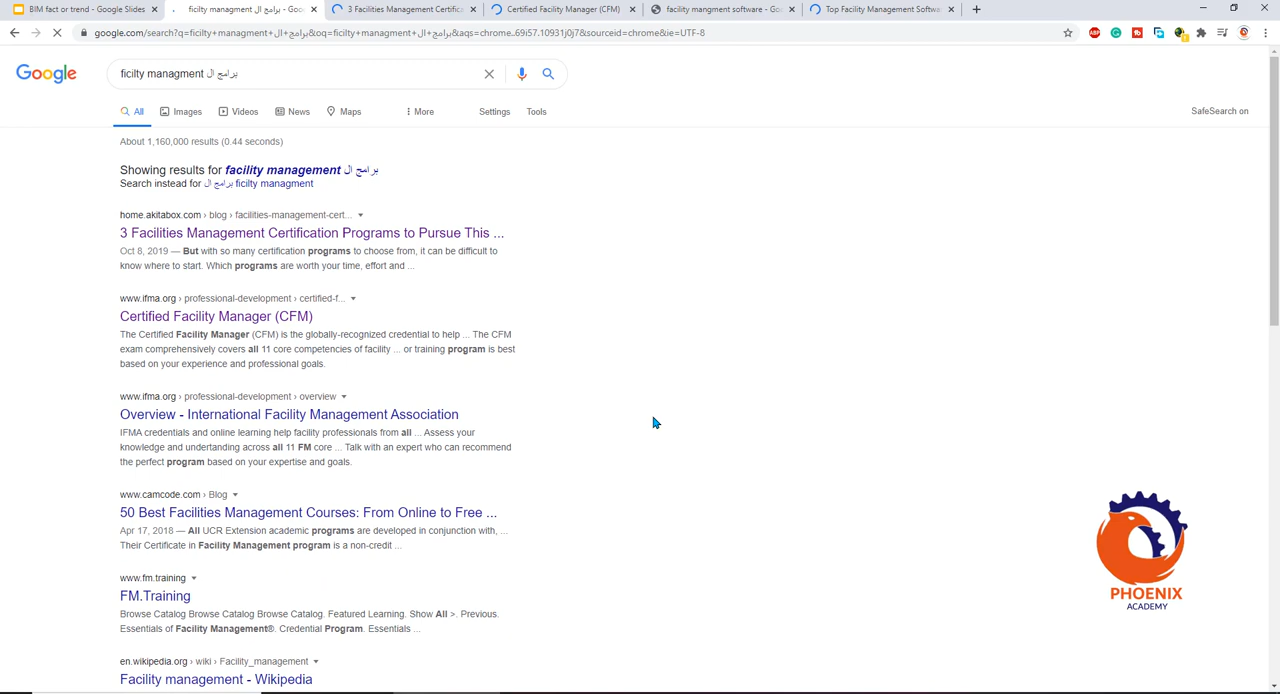 BIM fact or trend - Google Slides
ficilty managment برامج ال - Goo
3 Facilities Management Certifica
Certified Facility Manager (CFM)
facility mangment software - Go
Top Facility Management Softwa
google.com/search?q=ficilty+managment+برامج+ال&oq=ficilty+managment+برامج+ال&aqs=chrome..69i57.10931j0j7&sourceid=chrome&ie=UTF-8
Google
ficilty managment برامج ال
All Images Videos News Maps More Settings Tools SafeSearch on
About 1,160,000 results (0.44 seconds)
Showing results for facility management برامج ال
Search instead for برامج ال ficilty managment
home.akitabox.com › blog › facilities-management-cert...
3 Facilities Management Certification Programs to Pursue This ...
Oct 8, 2019 — But with so many certification programs to choose from, it can be difficult to
know where to start. Which programs are worth your time, effort and ...
www.ifma.org › professional-development › certified-f...
Certified Facility Manager (CFM)
The Certified Facility Manager (CFM) is the globally-recognized credential to help ... The CFM
exam comprehensively covers all 11 core competencies of facility ... or training program is best
based on your experience and professional goals.
www.ifma.org › professional-development › overview
Overview - International Facility Management Association
IFMA credentials and online learning help facility professionals from all ... Assess your
knowledge and undertanding across all 11 FM core ... Talk with an expert who can recommend
the perfect program based on your expertise and goals.
www.camcode.com › Blog
50 Best Facilities Management Courses: From Online to Free ...
Apr 17, 2018 — All UCR Extension academic programs are developed in conjunction with, ...
Their Certificate in Facility Management program is a non-credit ...
www.fm.training
FM.Training
Browse Catalog Browse Catalog Browse Catalog. Featured Learning. Show All >. Previous.
Essentials of Facility Management®. Credential Program. Essentials ...
en.wikipedia.org › wiki › Facility_management
Facility management - Wikipedia
PHOENIX
ACADEMY